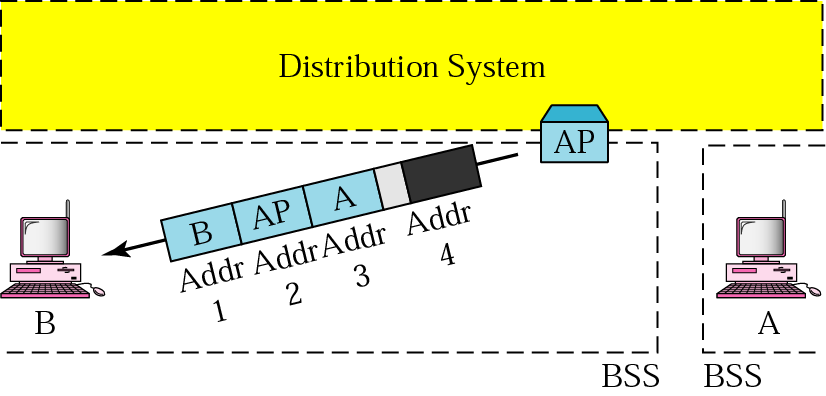 Distribution System
AP
B AP A
Addr Addr Addr Addr
1 2 3 4
B
A
BSS
BSS